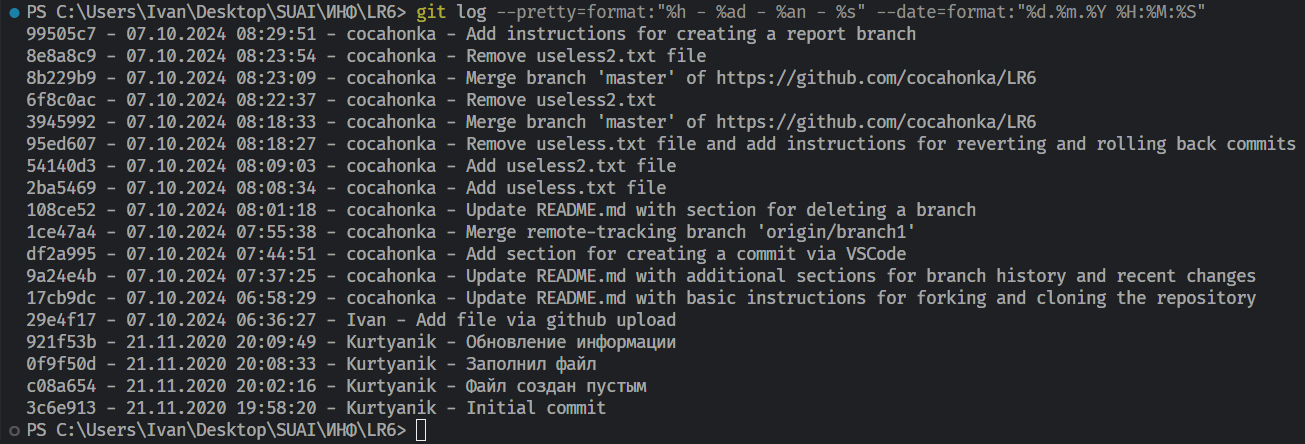 PS C:\Users\Ivan\Desktop\SUAI\ИНФ\LR6> git log --pretty=format:"%h - %ad - %an - %s" --date=format:"%d.%m.%Y %H:%M:%S"
99505c7 - 07.10.2024 08:29:51 - cocahonka - Add instructions for creating a report branch
8e8a8c9 - 07.10.2024 08:23:54 - cocahonka - Remove useless2.txt file
8b229b9 - 07.10.2024 08:23:09 - cocahonka - Merge branch 'master' of https://github.com/cocahonka/LR6
6f8c0ac - 07.10.2024 08:22:37 - cocahonka - Remove useless2.txt
3945992 - 07.10.2024 08:18:33 - cocahonka - Merge branch 'master' of https://github.com/cocahonka/LR6
95ed607 - 07.10.2024 08:18:27 - cocahonka - Remove useless.txt file and add instructions for reverting and rolling back commits
54140d3 - 07.10.2024 08:09:03 - cocahonka - Add useless2.txt file
2ba5469 - 07.10.2024 08:08:34 - cocahonka - Add useless.txt file
108ce52 - 07.10.2024 08:01:18 - cocahonka - Update README.md with section for deleting a branch
1ce47a4 - 07.10.2024 07:55:38 - cocahonka - Merge remote-tracking branch 'origin/branch1'
df2a995 - 07.10.2024 07:44:51 - cocahonka - Add section for creating a commit via VSCode
9a24e4b - 07.10.2024 07:37:25 - cocahonka - Update README.md with additional sections for branch history and recent changes
17cb9dc - 07.10.2024 06:58:29 - cocahonka - Update README.md with basic instructions for forking and cloning the repository
29e4f17 - 07.10.2024 06:36:27 - Ivan - Add file via github upload
921f53b - 21.11.2020 20:09:49 - Kurtyanik - Обновление информации
0f9f50d - 21.11.2020 20:08:33 - Kurtyanik - Заполнил файл
c08a654 - 21.11.2020 20:02:16 - Kurtyanik - Файл создан пустым
3c6e913 - 21.11.2020 19:58:20 - Kurtyanik - Initial commit
PS C:\Users\Ivan\Desktop\SUAI\ИНФ\LR6>